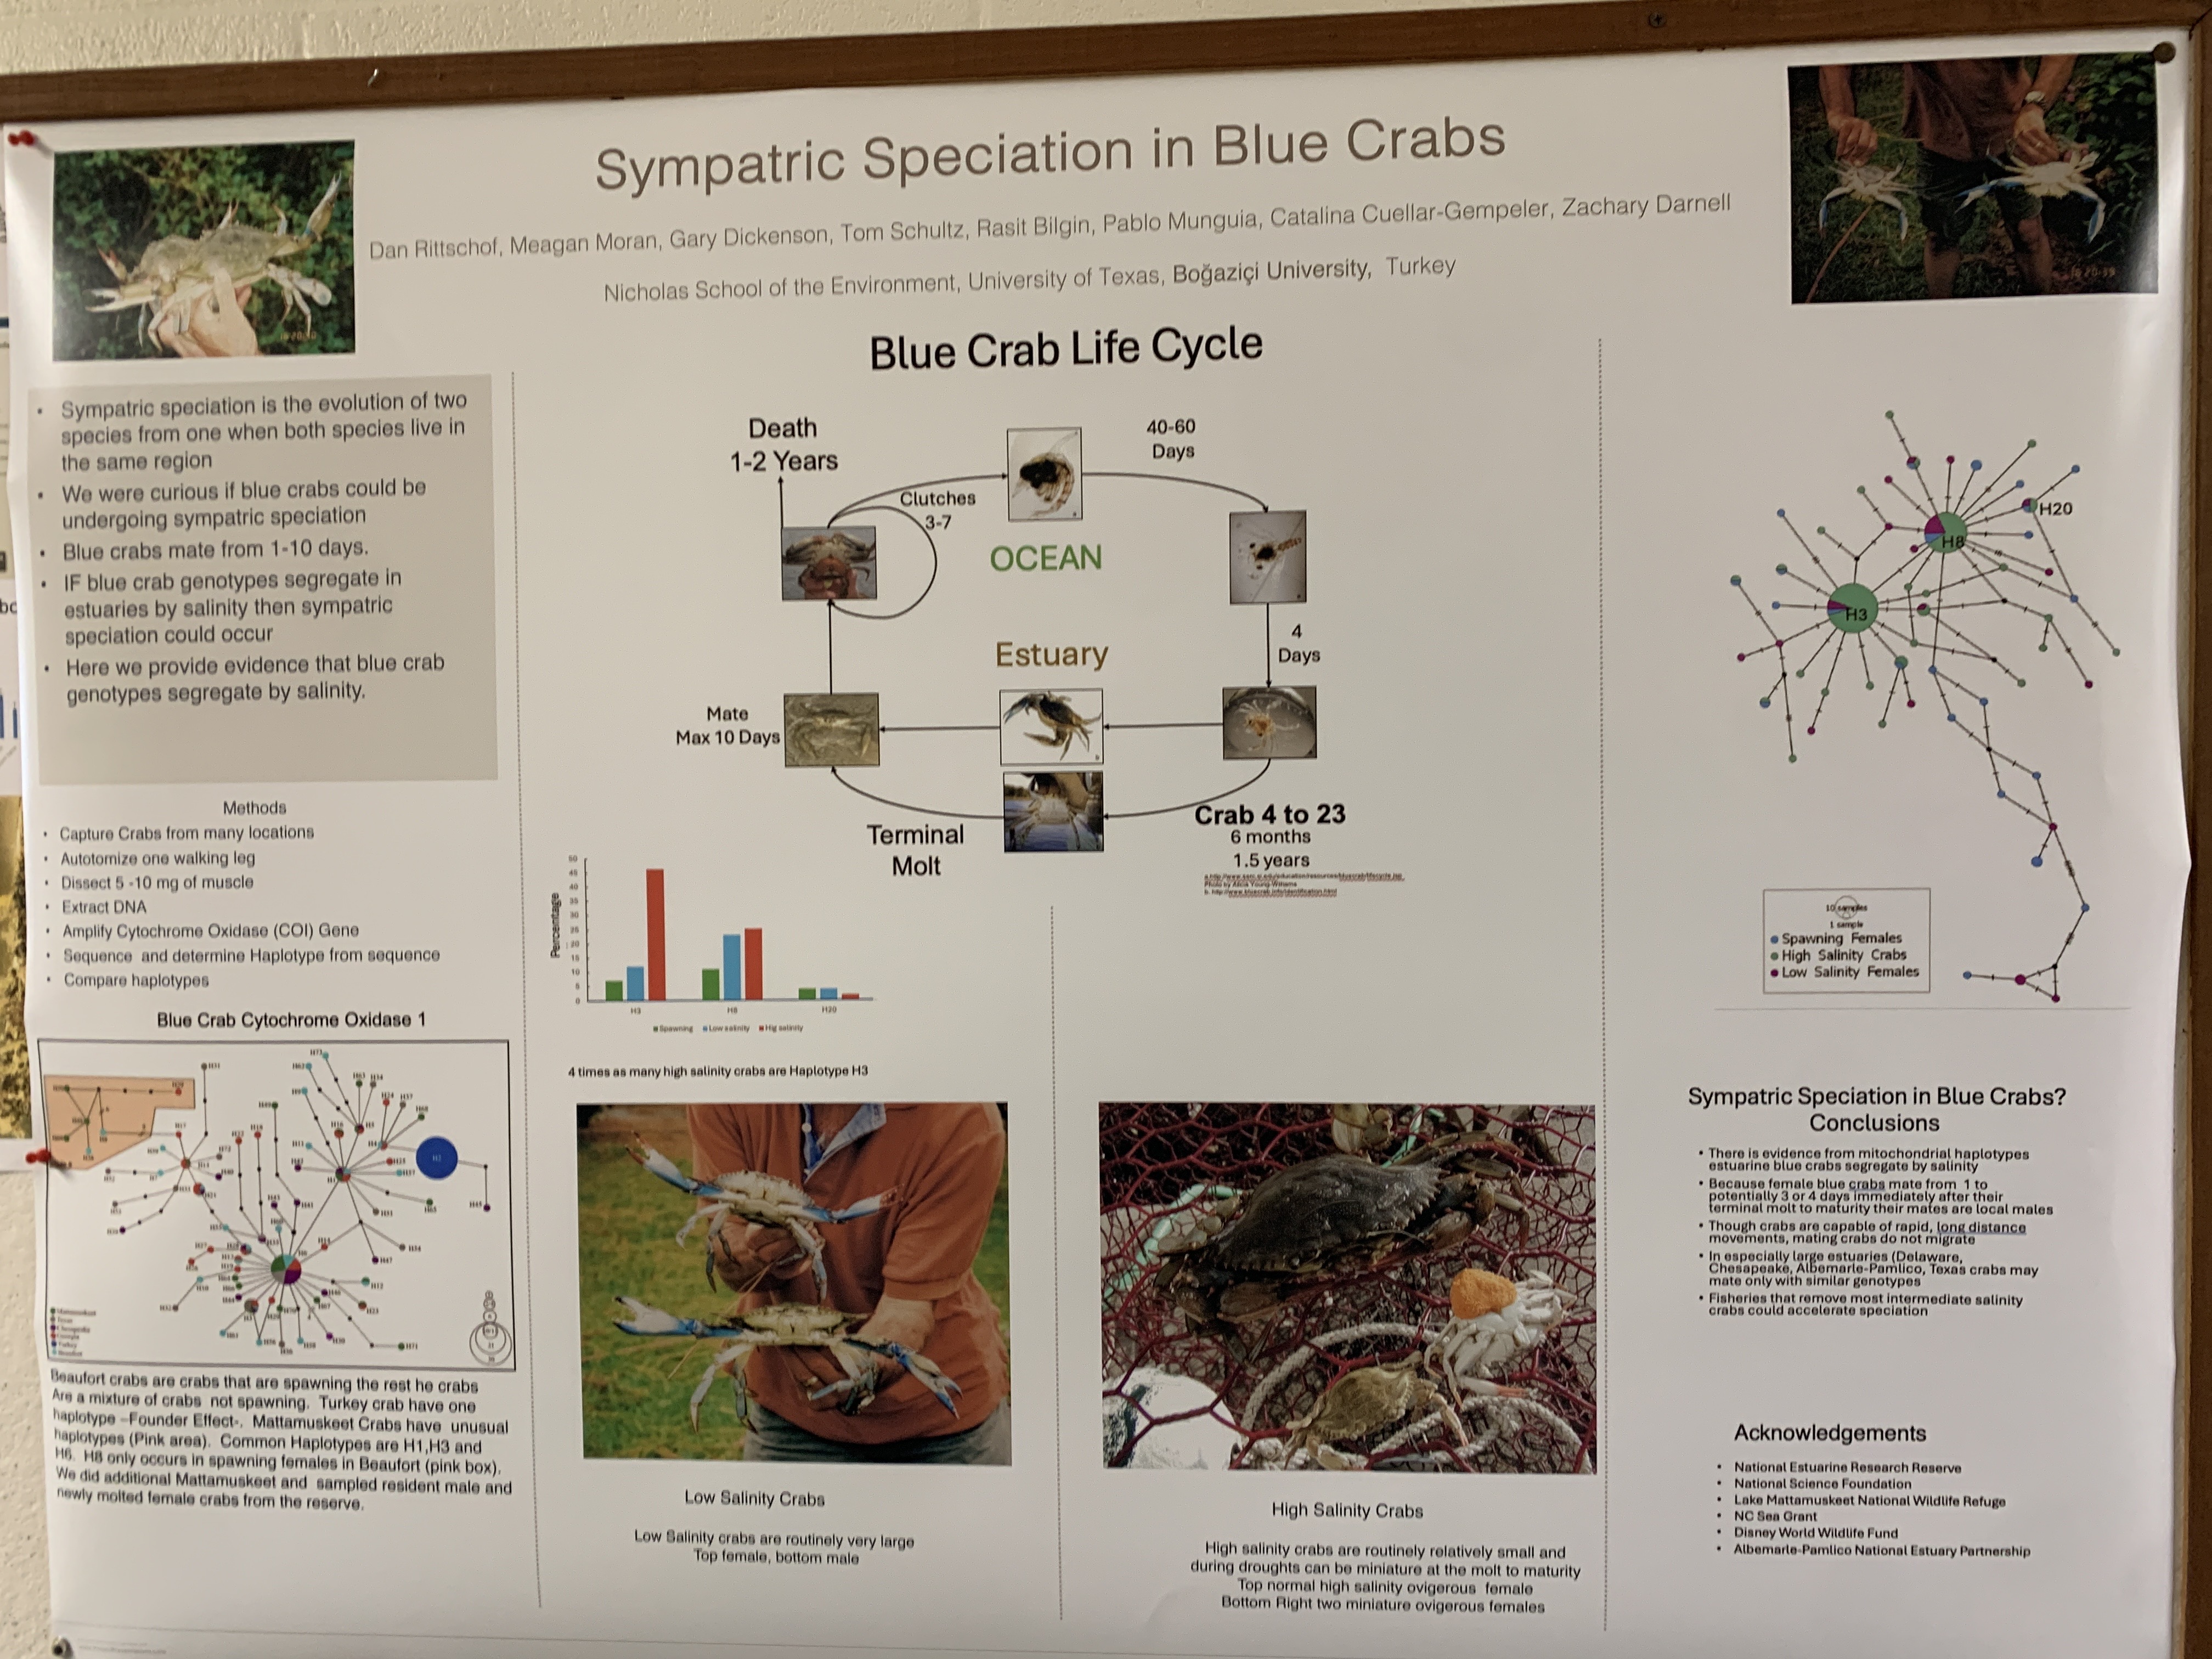 Sympatric Speciation in Blue Crabs
Dan Rittschof, Meagan Moran, Gary Dickenson, Tom Schultz, Rasit Bilgin, Pablo Munguia, Catalina Cuellar-Gempeler, Zachary Darnell
Nicholas School of the Environment, University of Texas, Boğaziçi University, Turkey
• Sympatric speciation is the evolution of two
species from one when both species live in
the same region
• We were curious if blue crabs could be
undergoing sympatric speciation
• Blue crabs mate from 1-10 days.
• IF blue crab genotypes segregate in
estuaries by salinity then sympatric
speciation could occur
• Here we provide evidence that blue crab
genotypes segregate by salinity.
Methods
• Capture Crabs from many locations
• Autotomize one walking leg
• Dissect 5 -10 mg of muscle
• Extract DNA
• Amplify Cytochrome Oxidase (COI) Gene
• Sequence and determine Haplotype from sequence
• Compare haplotypes
Blue Crab Cytochrome Oxidase 1
Beaufort crabs are crabs that are spawning the rest he crabs
Are a mixture of crabs not spawning. Turkey crab have one
haplotype –Founder Effect-. Mattamuskeet Crabs have unusual
haplotypes (Pink area). Common Haplotypes are H1,H3 and
H6. H8 only occurs in spawning females in Beaufort (pink box).
We did additional Mattamuskeet and sampled resident male and
newly molted female crabs from the reserve.
Blue Crab Life Cycle
Death
1-2 Years
40-60
Days
Clutches
3-7
OCEAN
4
Days
Estuary
Mate
Max 10 Days
Terminal
Molt
Crab 4 to 23
6 months
1.5 years
Percentage
50
45
40
35
30
25
20
15
10
5
0
H3 H8 H20
Spawning Low salinity Hig salinity
4 times as many high salinity crabs are Haplotype H3
Low Salinity Crabs
Low Salinity crabs are routinely very large
Top female, bottom male
High Salinity Crabs
High salinity crabs are routinely relatively small and
during droughts can be miniature at the molt to maturity
Top normal high salinity ovigerous female
Bottom Right two miniature ovigerous females
H20
H8
H3
10 samples
1 sample
Spawning Females
High Salinity Crabs
Low Salinity Females
Sympatric Speciation in Blue Crabs?
Conclusions
• There is evidence from mitochondrial haplotypes
estuarine blue crabs segregate by salinity
• Because female blue crabs mate from 1 to
potentially 3 or 4 days immediately after their
terminal molt to maturity their mates are local males
• Though crabs are capable of rapid, long distance
movements, mating crabs do not migrate
• In especially large estuaries (Delaware,
Chesapeake, Albemarle-Pamlico, Texas crabs may
mate only with similar genotypes
• Fisheries that remove most intermediate salinity
crabs could accelerate speciation
Acknowledgements
• National Estuarine Research Reserve
• National Science Foundation
• Lake Mattamuskeet National Wildlife Refuge
• NC Sea Grant
• Disney World Wildlife Fund
• Albemarle-Pamlico National Estuary Partnership